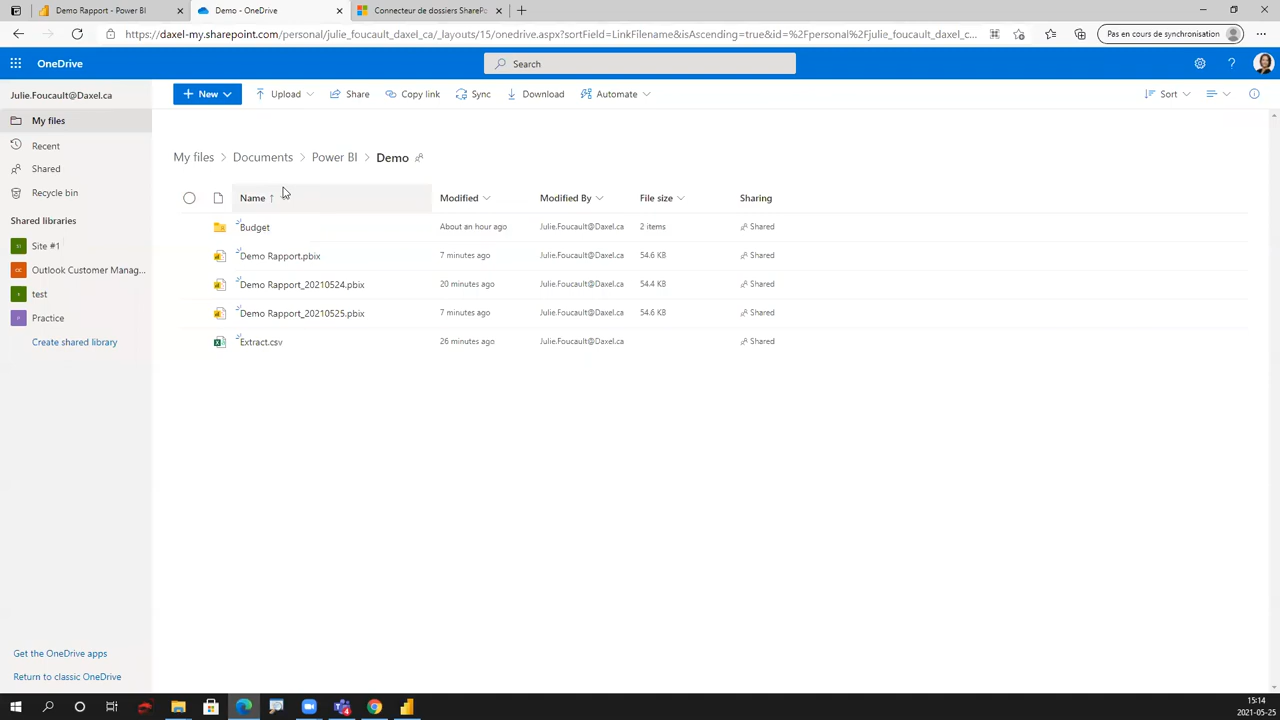 Demo Rapport - Power BI
Demo - OneDrive
Connecteur de dossiers SharePo
https://daxel-my.sharepoint.com/personal/julie_foucault_daxel_ca/_layouts/15/onedrive.aspx?sortField=LinkFilename&isAscending=true&id=%2Fpersonal%2Fjulie_foucault_daxel_c...
Pas en cours de synchronisation
OneDrive
Search
Julie.Foucault@Daxel.ca
New
Upload
Share
Copy link
Sync
Download
Automate
Sort
My files
Recent
Shared
Recycle bin
Shared libraries
Site #1
Outlook Customer Manag...
test
Practice
Create shared library
Get the OneDrive apps
Return to classic OneDrive
My files > Documents > Power BI > Demo
Name ↑ Modified Modified By File size Sharing
Budget About an hour ago Julie.Foucault@Daxel.ca 2 items Shared
Demo Rapport.pbix 7 minutes ago Julie.Foucault@Daxel.ca 54.6 KB Shared
Demo Rapport_20210524.pbix 20 minutes ago Julie.Foucault@Daxel.ca 54.4 KB Shared
Demo Rapport_20210525.pbix 7 minutes ago Julie.Foucault@Daxel.ca 54.6 KB Shared
Extract.csv 26 minutes ago Julie.Foucault@Daxel.ca Shared
15:14
2021-05-25